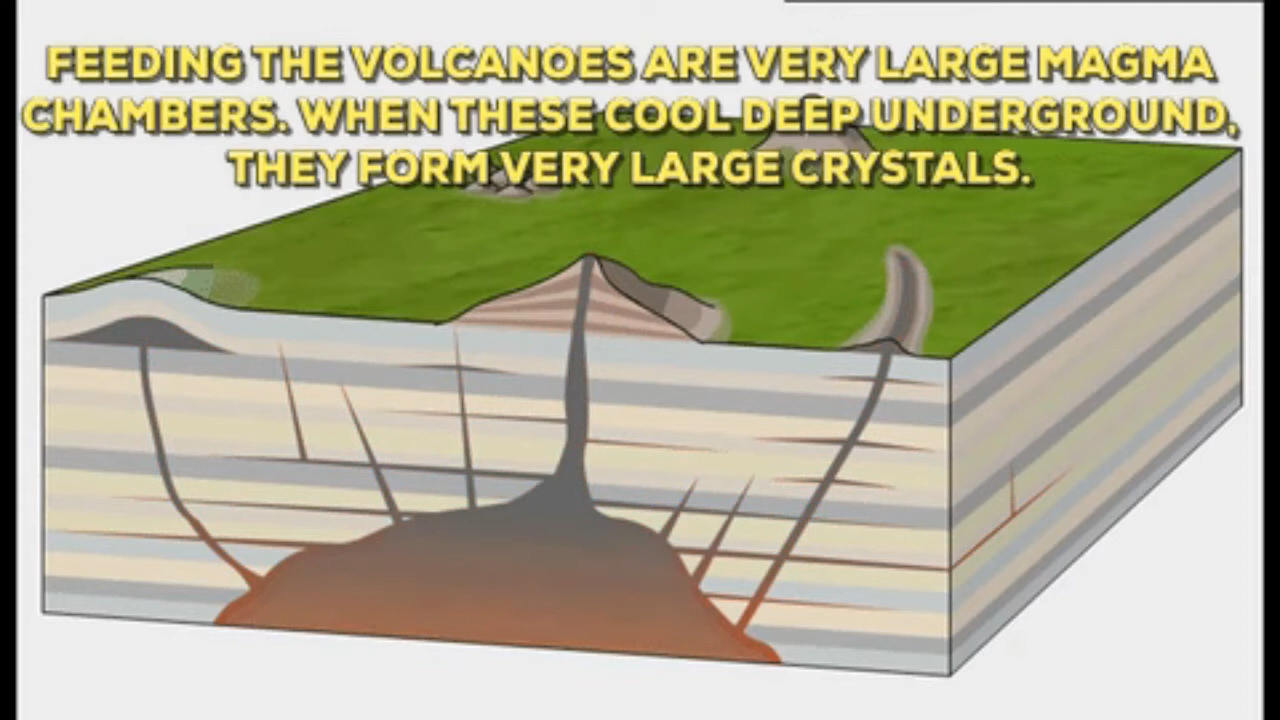 FEEDING THE VOLCANOES ARE VERY LARGE MAGMA
CHAMBERS. WHEN THESE COOL DEEP UNDERGROUND,
THEY FORM VERY LARGE CRYSTALS.